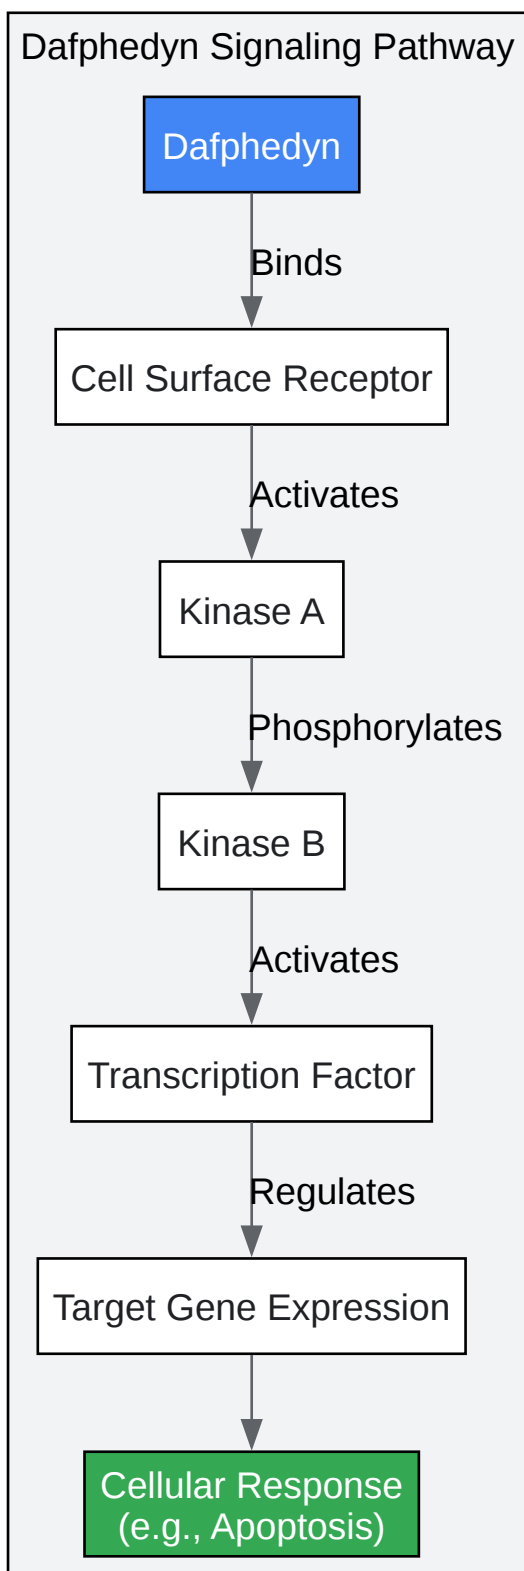 Dafphedyn Signaling Pathway
Dafphedyn
Binds
Cell Surface Receptor
Activates
Kinase A
Phosphorylates
Kinase B
Activates
Transcription Factor
Regulates
Target Gene Expression
Cellular Response
(e.g., Apoptosis)